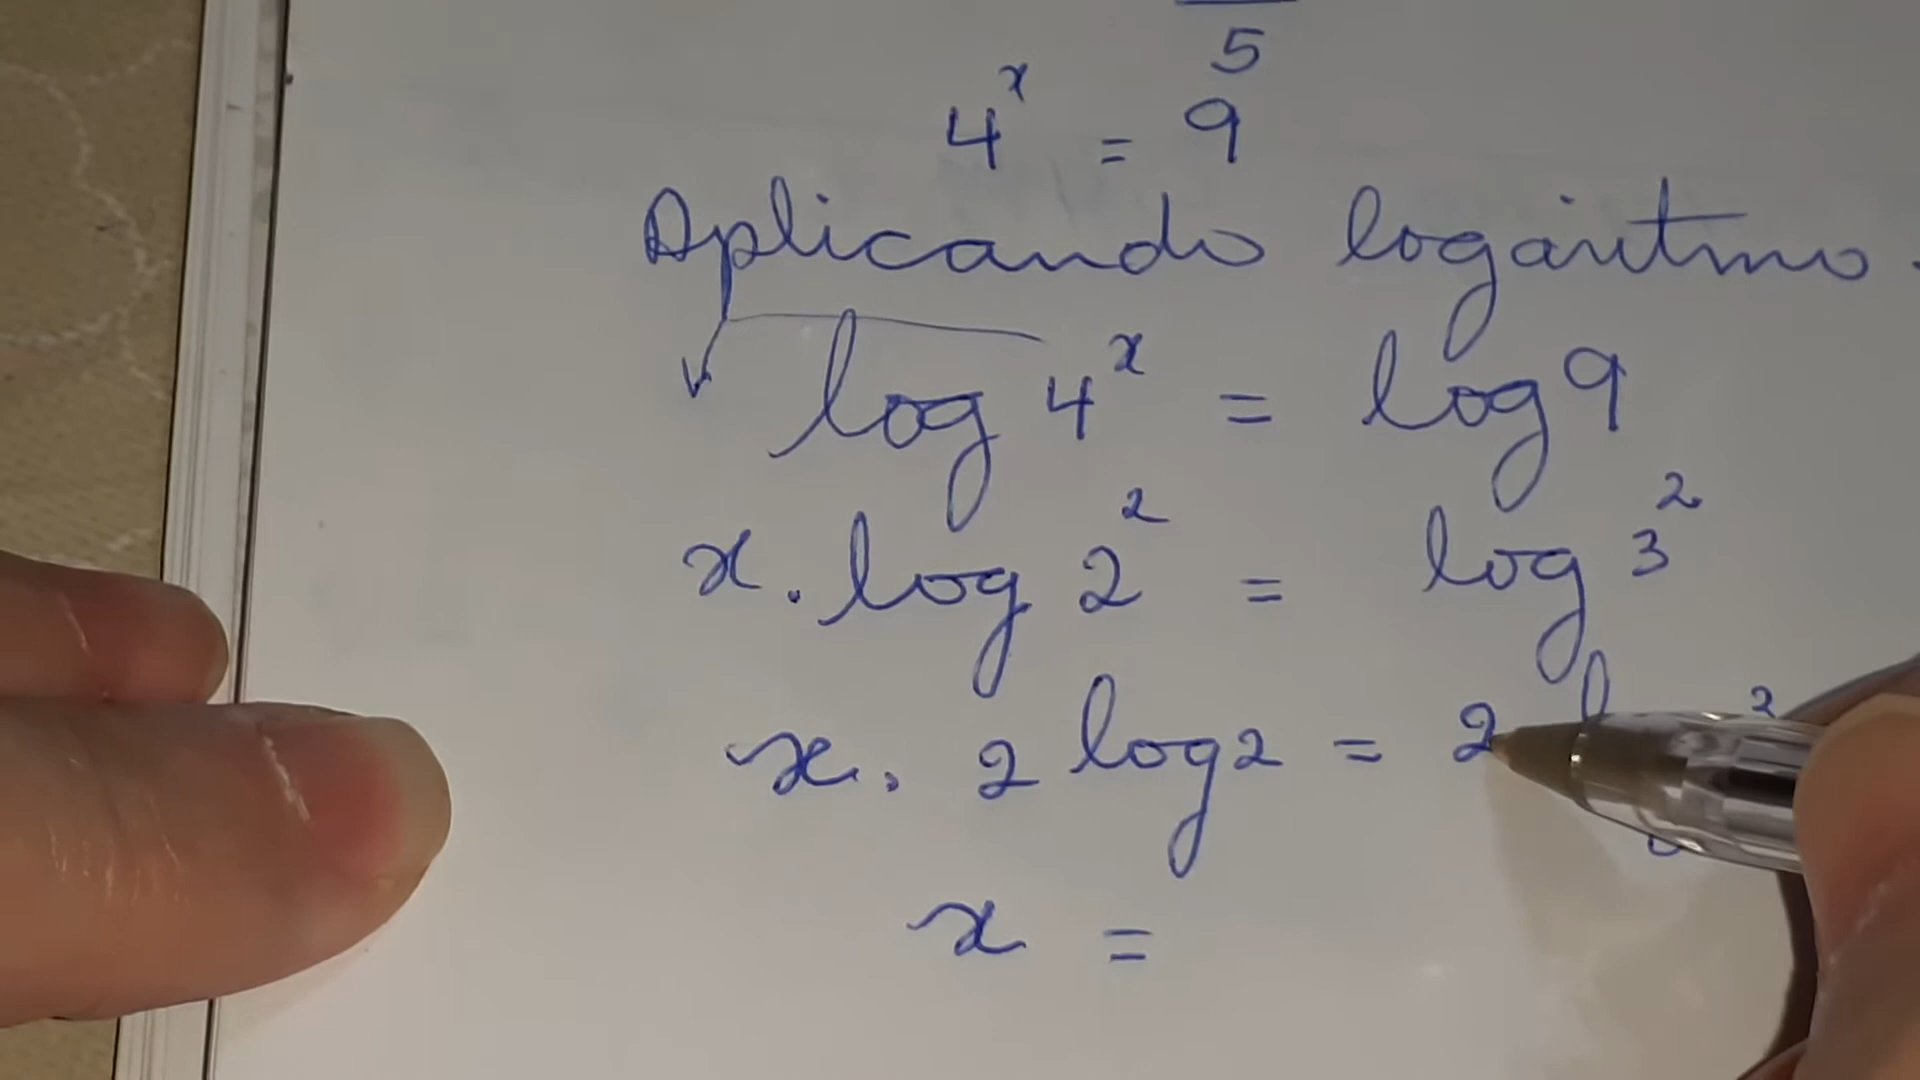 5
4^x = 9
Aplicando logaritmo.
log 4^x = log 9
x . log 2^2 = log 3^2
x . 2 log 2 = 2
x =